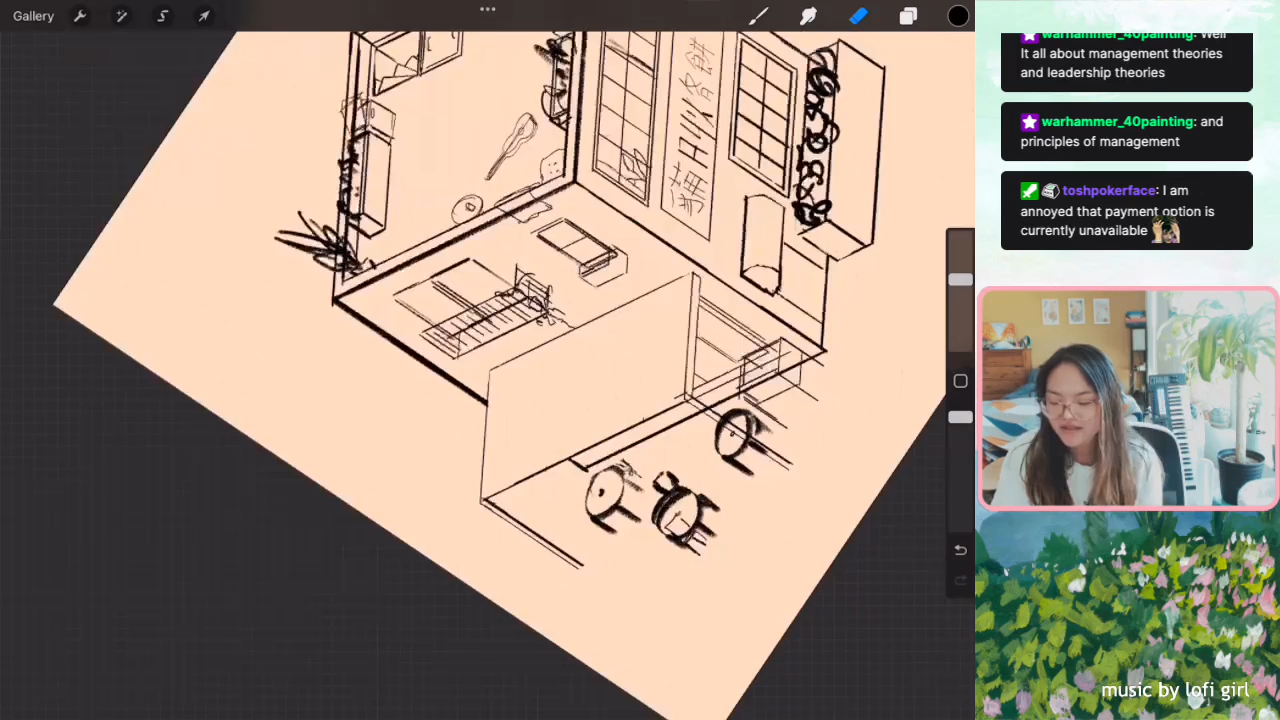 Gallery
warhammer_40painting: Well
It all about management theories
and leadership theories
warhammer_40painting: and
principles of management
toshpokerface: I am
annoyed that payment option is
currently unavailable
music by lofi girl